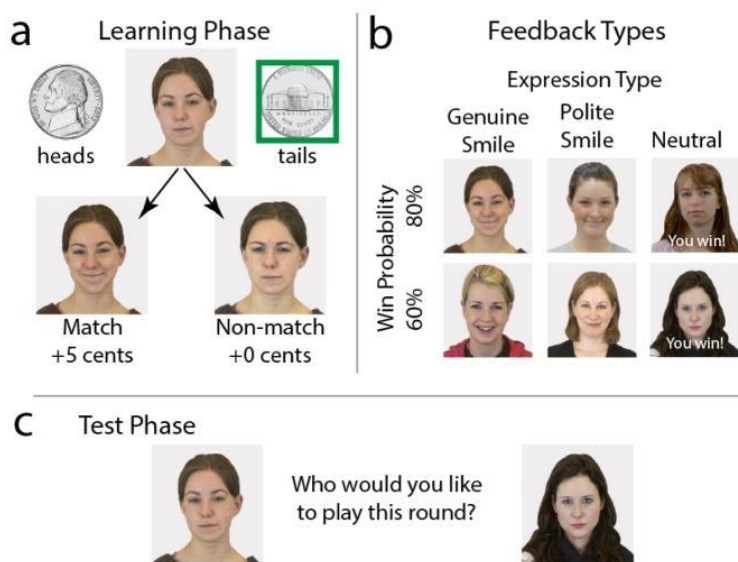 a
Learning Phase
heads
tails
Match
+5 cents
Non-match
+0 cents
b
Feedback Types
Expression Type
Genuine
Smile
Polite
Smile
Neutral
Win Probability
80%
60%
You win!
You win!
c
Test Phase
Who would you like
to play this round?